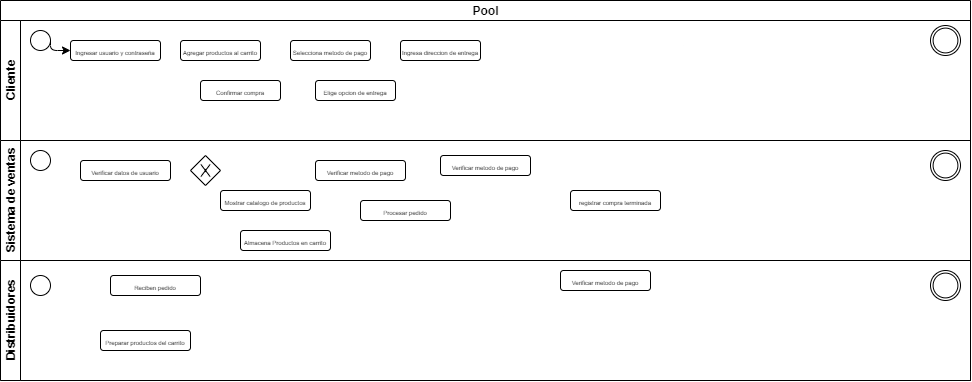 Pool
Cliente
Ingresar usuario y contraseña
Agregar productos al carrito
Selecciona metodo de pago
Ingresa direccion de entrega
Confirmar compra
Elige opcion de entrega
Sistema de ventas
Verificar datos de usuario
X
Verificar metodo de pago
Verificar metodo de pago
Mostrar catalogo de productos
Procesar pedido
registrar compra terminada
Almacena Productos en carrito
Distribuidores
Reciben pedido
Verificar metodo de pago
Preparar productos del carrito